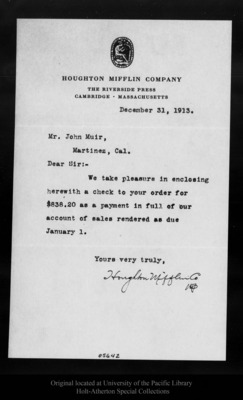 HOUGHTON MIFFLIN COMPANY
THE RIVERSIDE PRESS
CAMBRIDGE · MASSACHUSETTS
December 31, 1913.
Mr. John Muir,
Martinez, Cal.
Dear Sir:-
We take pleasure in enclosing
herewith a check to your order for
$838.20 as a payment in full of our
account of sales rendered as due
January 1.
Yours very truly,
Houghton Mifflin Co
05642
Original located at University of the Pacific Library
Holt-Atherton Special Collections